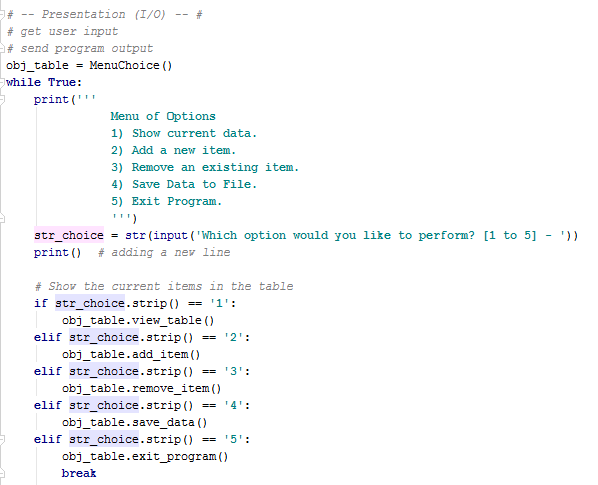 # -- Presentation (I/O) -- #
# get user input
# send program output
obj_table = MenuChoice()
while True:
    print('''
            Menu of Options
            1) Show current data.
            2) Add a new item.
            3) Remove an existing item.
            4) Save Data to File.
            5) Exit Program.
            ''')
    str_choice = str(input('Which option would you like to perform? [1 to 5] - '))
    print()  # adding a new line

    # Show the current items in the table
    if str_choice.strip() == '1':
        obj_table.view_table()
    elif str_choice.strip() == '2':
        obj_table.add_item()
    elif str_choice.strip() == '3':
        obj_table.remove_item()
    elif str_choice.strip() == '4':
        obj_table.save_data()
    elif str_choice.strip() == '5':
        obj_table.exit_program()
        break